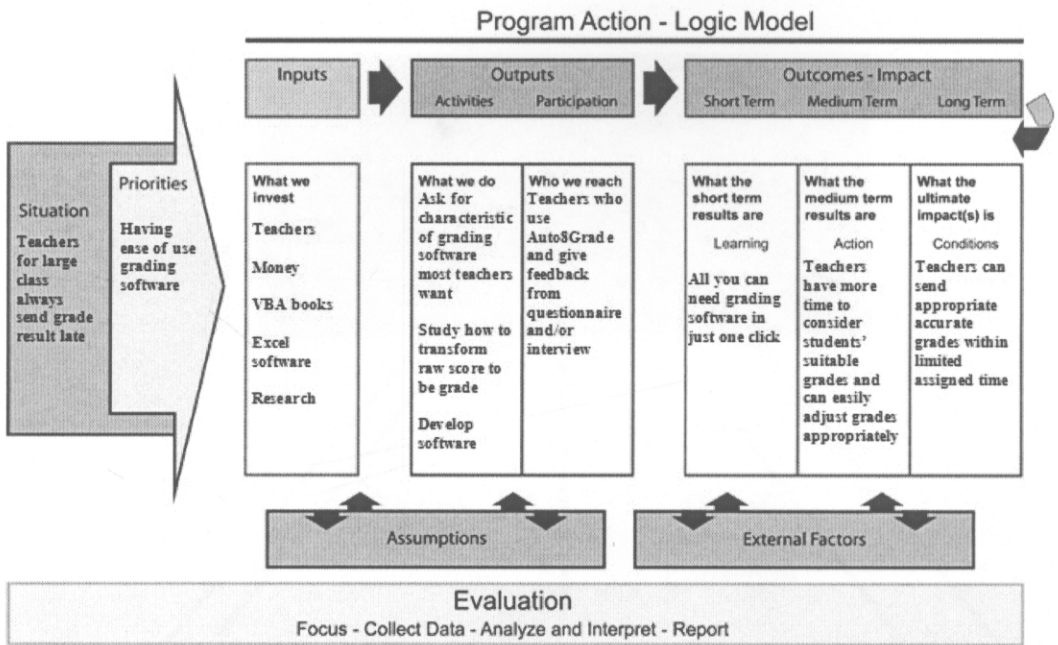 Program Action - Logic Model
Inputs
Outputs
Activities Participation
Outcomes - Impact
Short Term Medium Term Long Term
Situation
Teachers
for large
class
always
send grade
result late
Priorities
Having
ease of use
grading
software
What we
invest
Teachers
Money
VBA books
Excel
software
Research
What we do
Ask for
characteristic
of grading
software
most teachers
want
Study how to
transform
raw score to
be grade
Develop
software
Who we reach
Teachers who
use
Auto$Grade
and give
feedback
from
questionnaire
and/or
interview
What the
short term
results are
Learning
All you can
need grading
software in
just one click
What the
medium term
results are
Action
Teachers
have more
time to
consider
students'
suitable
grades and
can easily
adjust grades
appropriately
What the
ultimate
impact(s) is
Conditions
Teachers can
send
appropriate
accurate
grades within
limited
assigned time
Assumptions
External Factors
Evaluation
Focus - Collect Data - Analyze and Interpret - Report